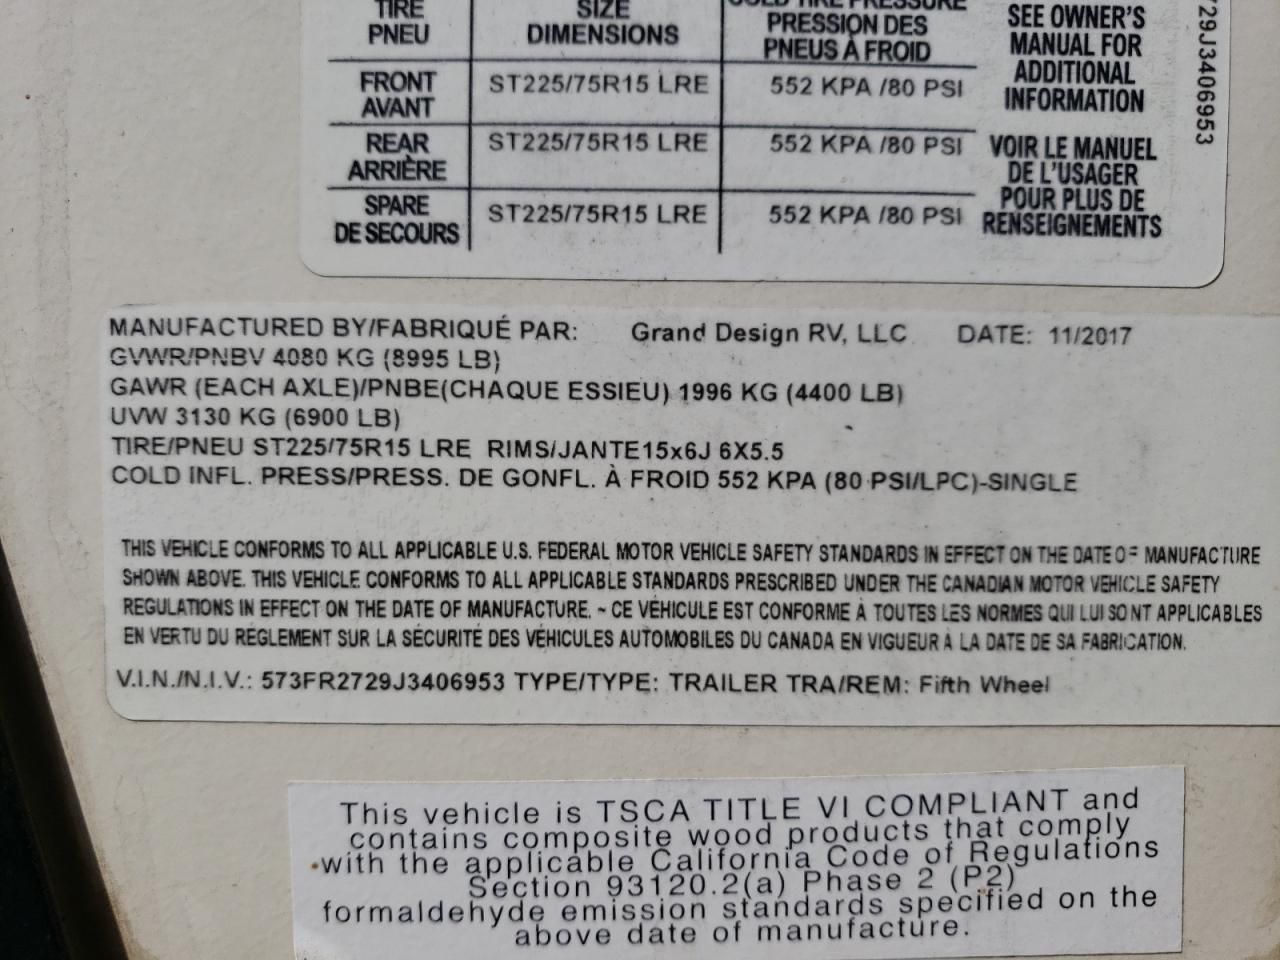 TIRE SIZE COLD TIRE PRESSURE
PNEU DIMENSIONS PRESSION DES
PNEUS À FROID
SEE OWNER'S
MANUAL FOR
ADDITIONAL
INFORMATION
FRONT ST225/75R15 LRE 552 KPA /80 PSI
AVANT
REAR ST225/75R15 LRE 552 KPA /80 PSI
ARRIÈRE
SPARE ST225/75R15 LRE 552 KPA /80 PSI
DE SECOURS
VOIR LE MANUEL
DE L'USAGER
POUR PLUS DE
RENSEIGNEMENTS
729J3406953
MANUFACTURED BY/FABRIQUÉ PAR: Grand Design RV, LLC DATE: 11/2017
GVWR/PNBV 4080 KG (8995 LB)
GAWR (EACH AXLE)/PNBE(CHAQUE ESSIEU) 1996 KG (4400 LB)
UVW 3130 KG (6900 LB)
TIRE/PNEU ST225/75R15 LRE RIMS/JANTE15x6J 6X5.5
COLD INFL. PRESS/PRESS. DE GONFL. À FROID 552 KPA (80 PSI/LPC)-SINGLE
THIS VEHICLE CONFORMS TO ALL APPLICABLE U.S. FEDERAL MOTOR VEHICLE SAFETY STANDARDS IN EFFECT ON THE DATE OF MANUFACTURE
SHOWN ABOVE. THIS VEHICLE CONFORMS TO ALL APPLICABLE STANDARDS PRESCRIBED UNDER THE CANADIAN MOTOR VEHICLE SAFETY
REGULATIONS IN EFFECT ON THE DATE OF MANUFACTURE. ~ CE VÉHICULE EST CONFORME À TOUTES LES NORMES QUI LUI SONT APPLICABLES
EN VERTU DU RÉGLEMENT SUR LA SÉCURITÉ DES VÉHICULES AUTOMOBILES DU CANADA EN VIGUEUR À LA DATE DE SA FABRICATION.
V.I.N./N.I.V.: 573FR2729J3406953 TYPE/TYPE: TRAILER TRA/REM: Fifth Wheel
This vehicle is TSCA TITLE VI COMPLIANT and
contains composite wood products that comply
with the applicable California Code of Regulations
Section 93120.2(a) Phase 2 (P2)
formaldehyde emission standards specified on the
above date of manufacture.